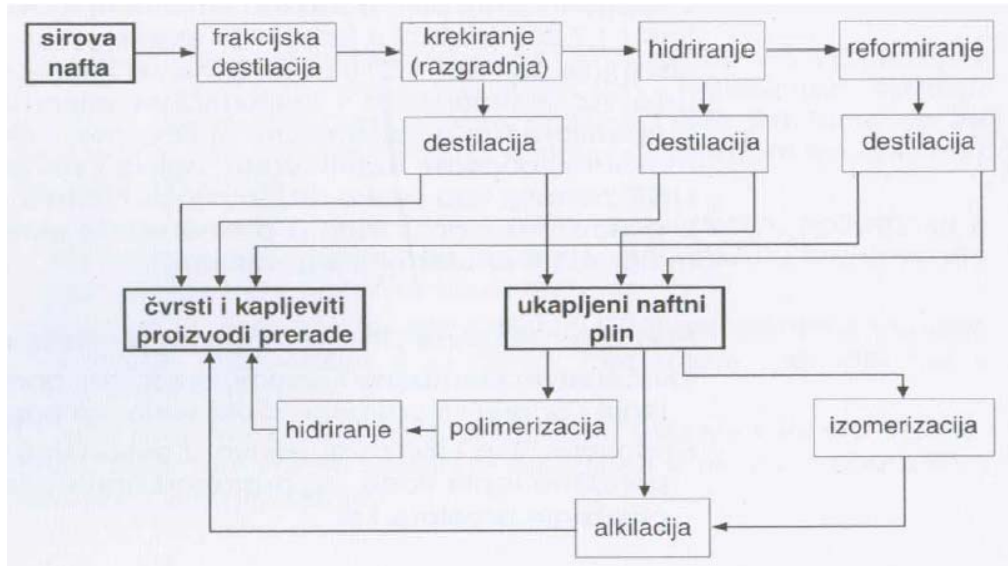 sirova
nafta
frakcijska
destilacija
krekiranje
(razgradnja)
hidriranje
reformiranje
destilacija
destilacija
destilacija
čvrsti i kapljeviti
proizvodi prerade
ukapljeni naftni
plin
hidriranje
polimerizacija
izomerizacija
alkilacija